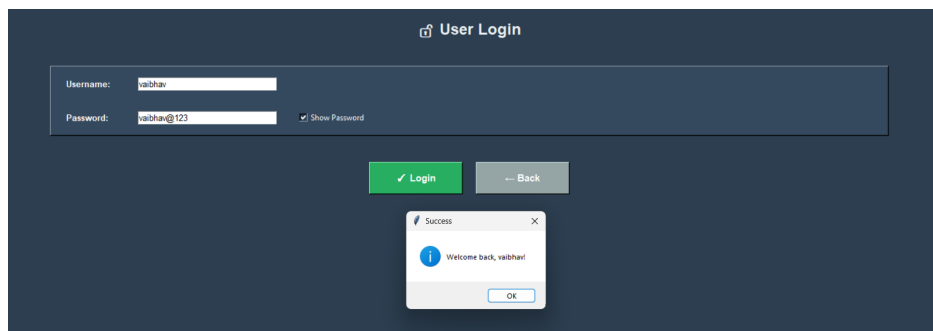 User Login
Username: vaibhav
Password: vaibhav@123 ✓ Show Password
✓ Login ← Back
Success
Welcome back, vaibhav!
OK